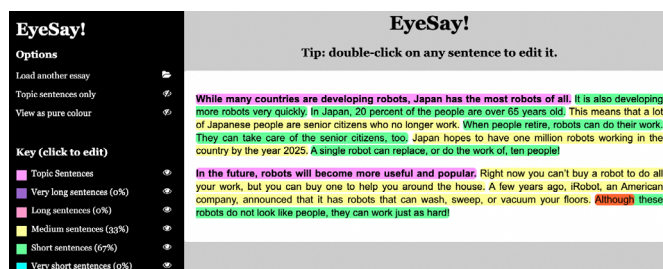 EyeSay!
Options
Load another essay
Topic sentences only
View as pure colour
Key (click to edit)
Topic Sentences
Very long sentences (0%)
Long sentences (0%)
Medium sentences (33%)
Short sentences (67%)
Very short sentences (0%)
EyeSay!
Tip: double-click on any sentence to edit it.
While many countries are developing robots, Japan has the most robots of all. It is also developing
more robots very quickly. In Japan, 20 percent of the people are over 65 years old. This means that a lot
of Japanese people are senior citizens who no longer work. When people retire, robots can do their work.
They can take care of the senior citizens, too. Japan hopes to have one million robots working in the
country by the year 2025. A single robot can replace, or do the work of, ten people!
In the future, robots will become more useful and popular. Right now you can't buy a robot to do all
your work, but you can buy one to help you around the house. A few years ago, iRobot, an American
company, announced that it has robots that can wash, sweep, or vacuum your floors. Although these
robots do not look like people, they can work just as hard!